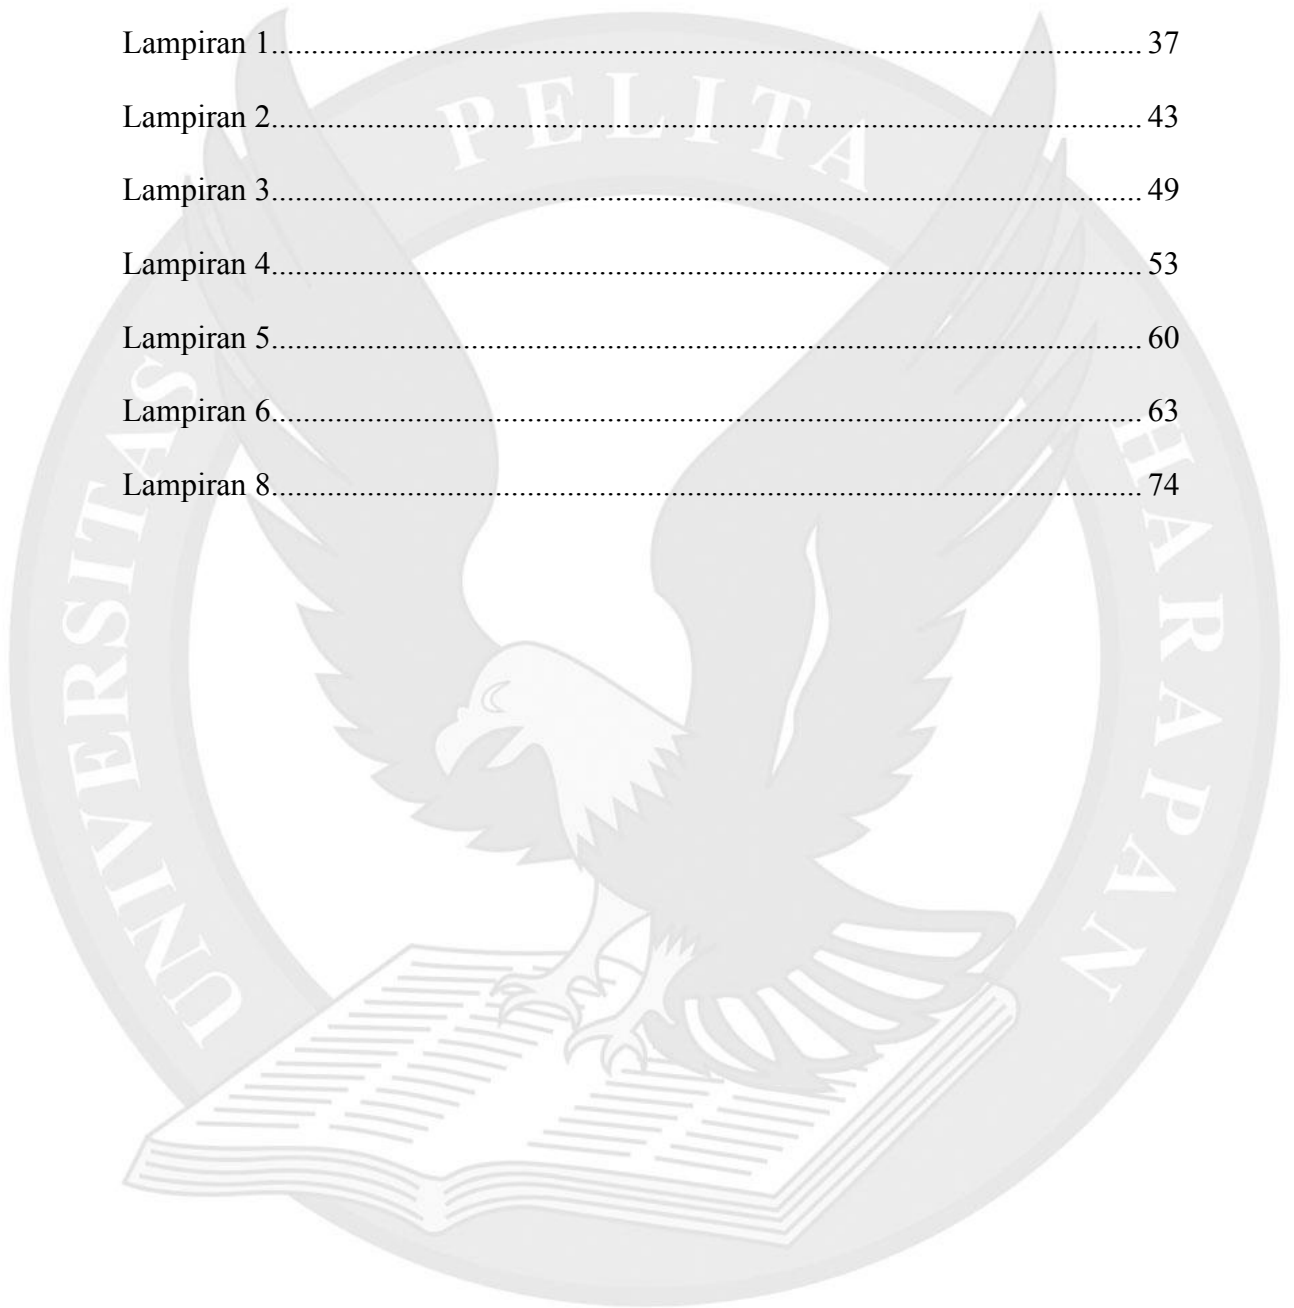 Lampiran 1 37
Lampiran 2 43
Lampiran 3 49
Lampiran 4 53
Lampiran 5 60
Lampiran 6 63
Lampiran 8 74
UNIVERSITAS PELITA HARAPAN